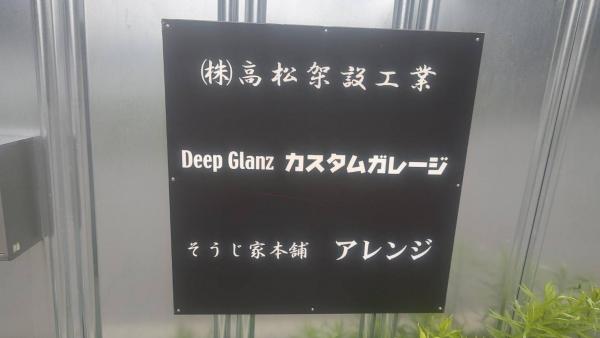 ㈱高松架設工業
Deep Glanz カスタムガレージ
そうじ家本舗 アレンジ